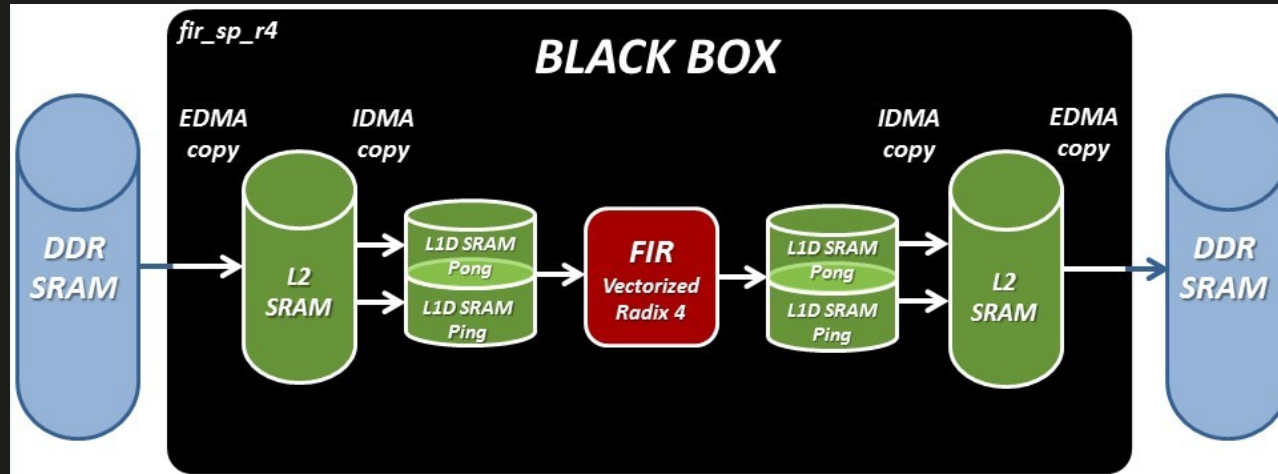 fir_sp_r4
BLACK BOX
EDMA
copy
IDMA
copy
IDMA
copy
EDMA
copy
DDR
SRAM
L2
SRAM
L1D SRAM
Pong
L1D SRAM
Ping
FIR
Vectorized
Radix 4
L1D SRAM
Pong
L1D SRAM
Ping
L2
SRAM
DDR
SRAM